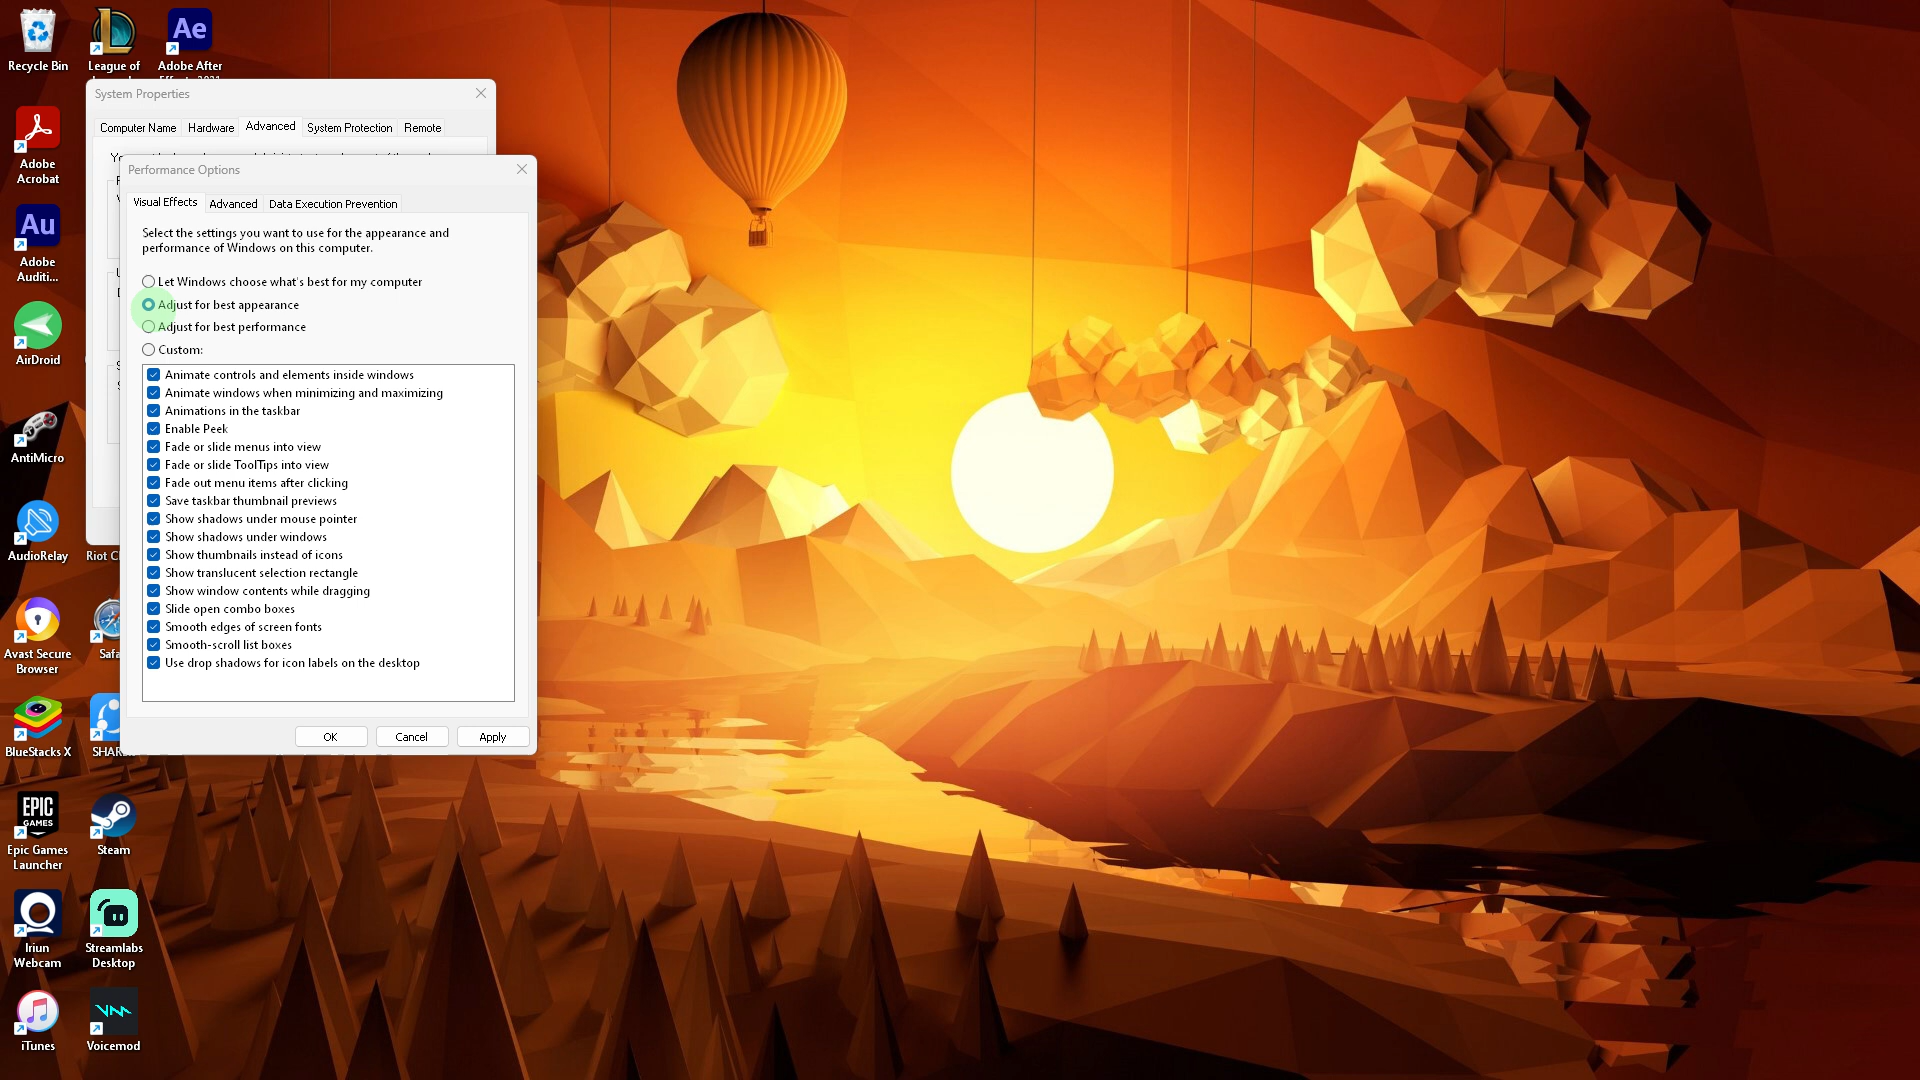 Recycle Bin
League of
Adobe After
Ae
System Properties
Computer Name
Hardware
Advanced
System Protection
Remote
Performance Options
Visual Effects
Advanced
Data Execution Prevention
Select the settings you want to use for the appearance and
performance of Windows on this computer.
Let Windows choose what's best for my computer
Adjust for best appearance
Adjust for best performance
Custom:
Animate controls and elements inside windows
Animate windows when minimizing and maximizing
Animations in the taskbar
Enable Peek
Fade or slide menus into view
Fade or slide ToolTips into view
Fade out menu items after clicking
Save taskbar thumbnail previews
Show shadows under mouse pointer
Show shadows under windows
Show thumbnails instead of icons
Show translucent selection rectangle
Show window contents while dragging
Slide open combo boxes
Smooth edges of screen fonts
Smooth-scroll list boxes
Use drop shadows for icon labels on the desktop
OK
Cancel
Apply
Adobe
Acrobat
Au
Adobe
Auditi...
AirDroid
AntiMicro
AudioRelay
Riot
Avast Secure
Browser
BlueStacks X
EPIC
GAMES
Epic Games
Launcher
Steam
Iriun
Webcam
Streamlabs
Desktop
iTunes
Voicemod